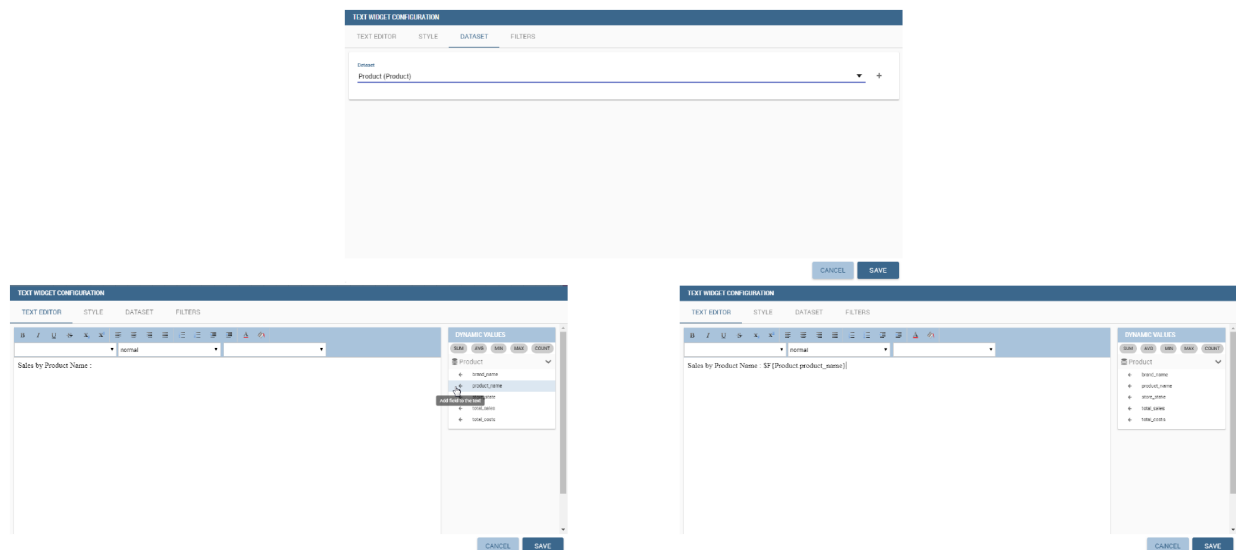 TEXT WIDGET CONFIGURATION
TEXT EDITOR STYLE DATASET FILTERS
Dataset
Product (Product)
+
CANCEL SAVE
TEXT WIDGET CONFIGURATION
TEXT EDITOR STYLE DATASET FILTERS
B I U
normal
Sales by Product Name :
DYNAMIC VALUES
SUM AVG MIN MAX COUNT
Product
brand_name
product_name
Add field to the text
total_sales
total_costs
CANCEL SAVE
TEXT WIDGET CONFIGURATION
TEXT EDITOR STYLE DATASET FILTERS
B I U
normal
Sales by Product Name : $F{Product.product_name}
DYNAMIC VALUES
SUM AVG MIN MAX COUNT
Product
brand_name
product_name
total_sales
total_costs
CANCEL SAVE